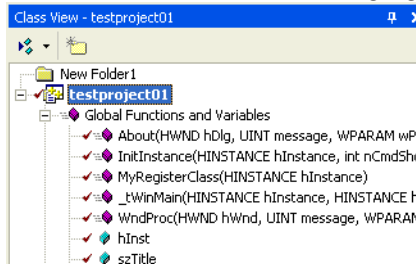 Class View - testproject01
New Folder1
testproject01
Global Functions and Variables
About(HWND hDlg, UINT message, WPARAM wP
InitInstance(HINSTANCE hInstance, int nCmdSho
MyRegisterClass(HINSTANCE hInstance)
_tWinMain(HINSTANCE hInstance, HINSTANCE h
WndProc(HWND hWnd, UINT message, WPARAM
hInst
szTitle